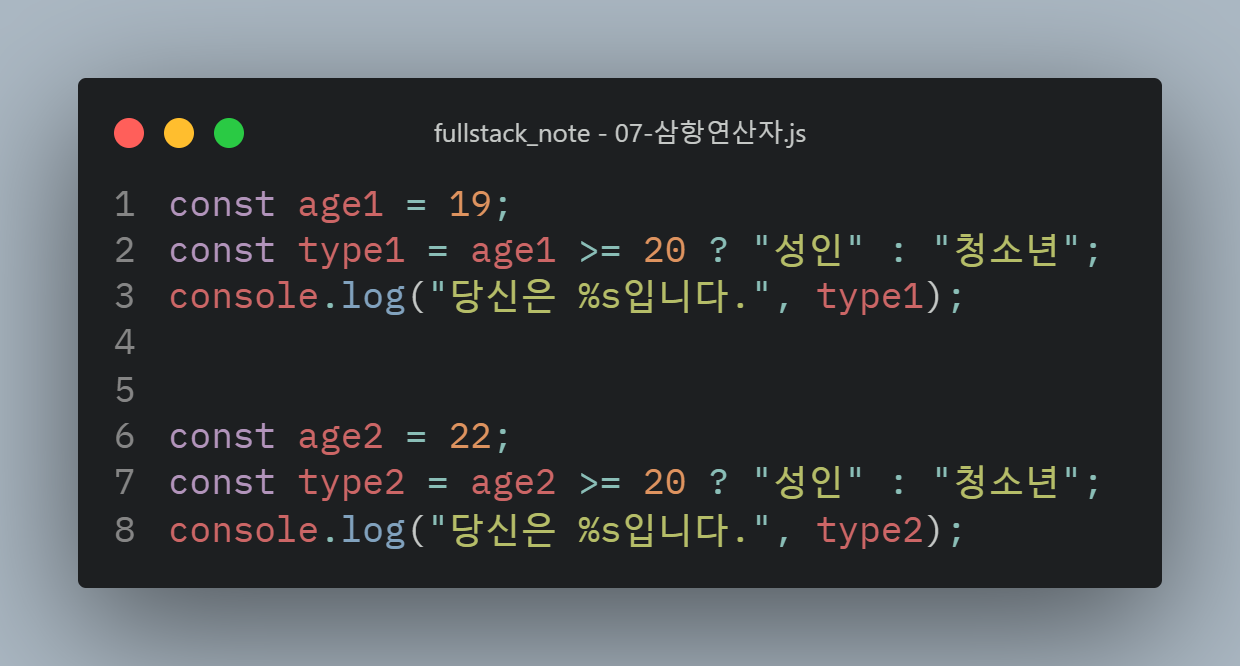 fullstack_note - 07-삼항연산자.js
1 const age1 = 19;
2 const type1 = age1 >= 20 ? "성인" : "청소년";
3 console.log("당신은 %s입니다.", type1);
4
5
6 const age2 = 22;
7 const type2 = age2 >= 20 ? "성인" : "청소년";
8 console.log("당신은 %s입니다.", type2);